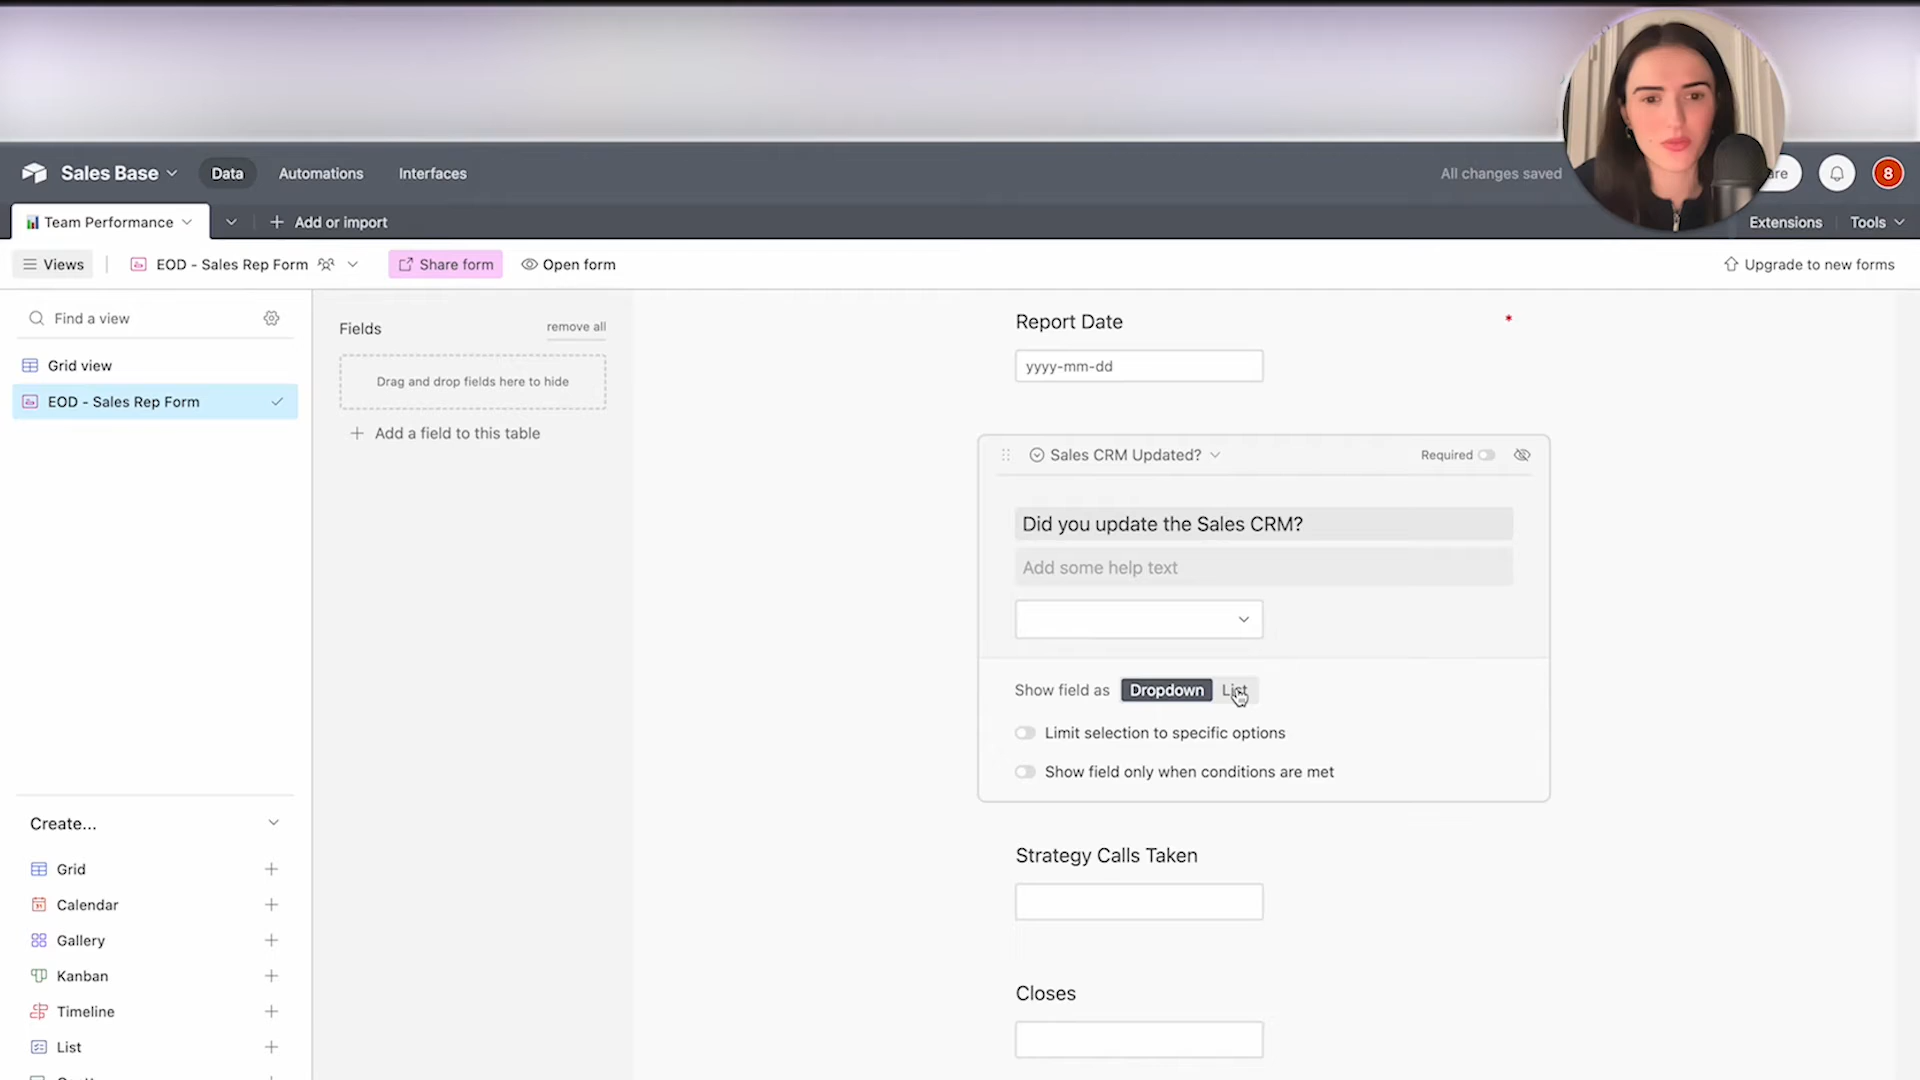 Sales Base
Data
Automations
Interfaces
All changes saved
8
Team Performance
Add or import
Extensions
Tools
Views
EOD - Sales Rep Form
Share form
Open form
Upgrade to new forms
Find a view
Grid view
EOD - Sales Rep Form
Fields
remove all
Drag and drop fields here to hide
Add a field to this table
Report Date
*
yyyy-mm-dd
Sales CRM Updated?
Required
Did you update the Sales CRM?
Add some help text
Show field as
Dropdown
List
Limit selection to specific options
Show field only when conditions are met
Strategy Calls Taken
Closes
Create...
Grid
Calendar
Gallery
Kanban
Timeline
List